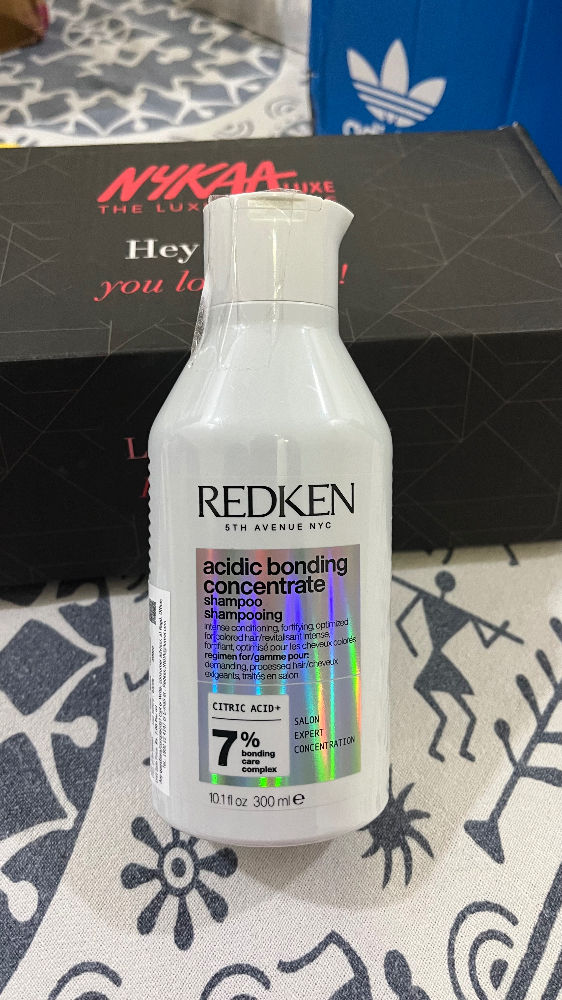 NYKAA LUXE
THE LUX
Hey
you lo !
L
REDKEN
5TH AVENUE NYC
acidic bonding
concentrate
shampoo
shampooing
intense conditioning, fortifying, optimized
for colored hair/revitalisant intense,
fortifiant, optimisé pour les cheveux colorés
regimen for/gamme pour:
demanding, processed hair/cheveux
exigeants, traités en salon
CITRIC ACID+
7%
bonding
care
complex
SALON
EXPERT
CONCENTRATION
10.1 fl oz 300 ml e